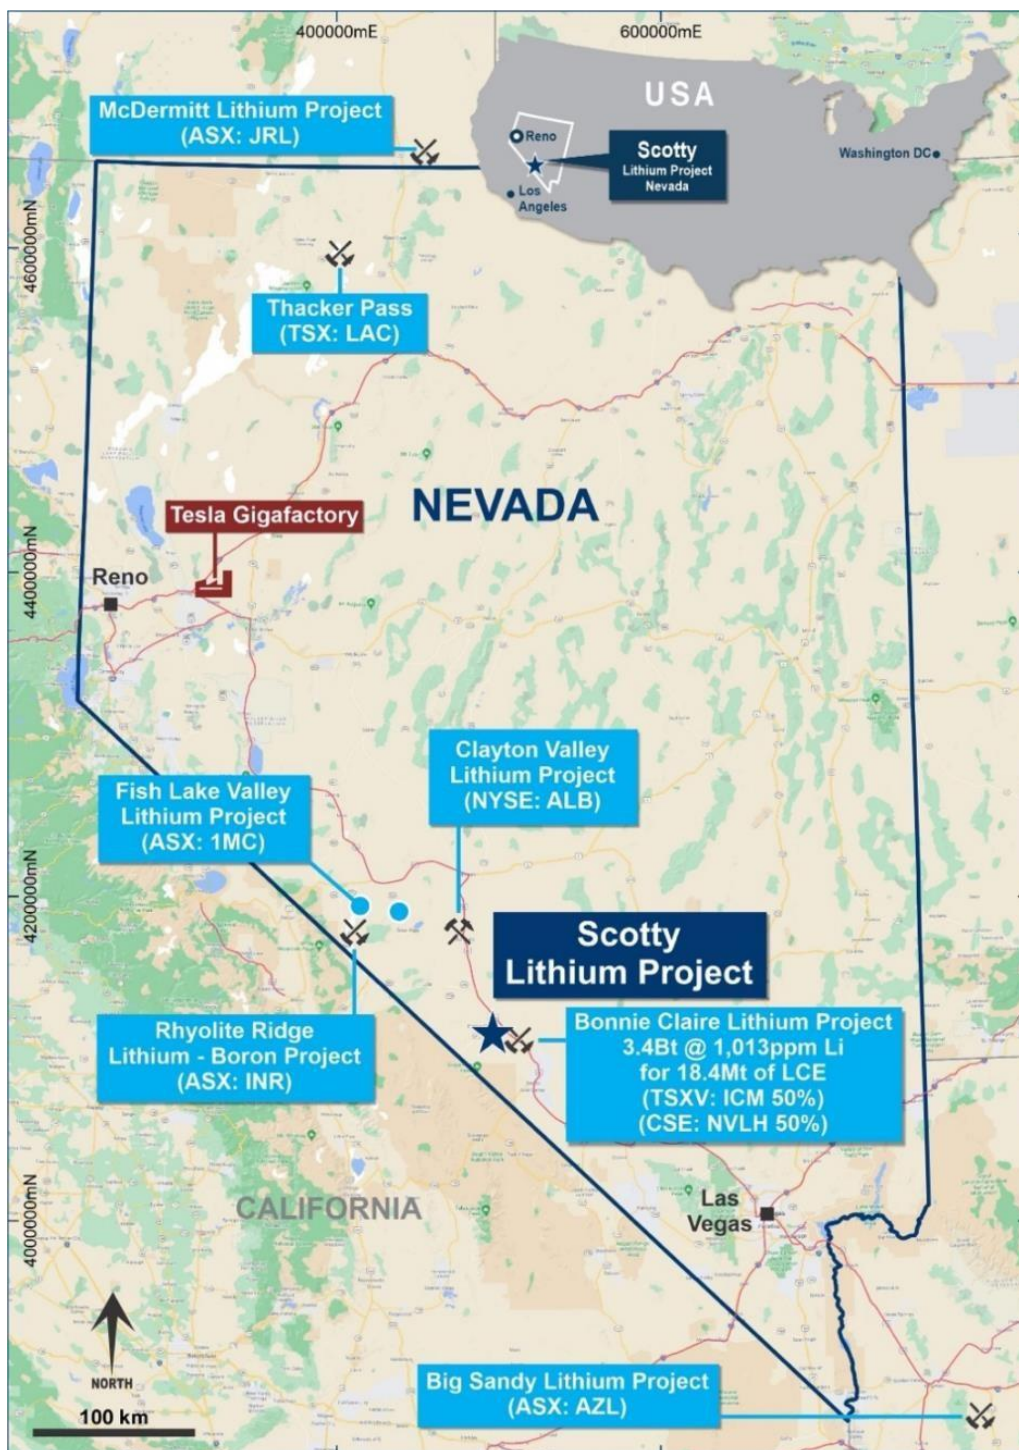 400000mE
600000mE
USA
McDermitt Lithium Project
(ASX: JRL)
Reno
Scotty
Lithium Project
Nevada
Washington DC
Los
Angeles
4600000mN
Thacker Pass
(TSX: LAC)
NEVADA
Tesla Gigafactory
4400000mN
Reno
Clayton Valley
Lithium Project
(NYSE: ALB)
Fish Lake Valley
Lithium Project
(ASX: 1MC)
4200000mN
Scotty
Lithium Project
Rhyolite Ridge
Lithium - Boron Project
(ASX: INR)
Bonnie Claire Lithium Project
3.4Bt @ 1,013ppm Li
for 18.4Mt of LCE
(TSXV: ICM 50%)
(CSE: NVLH 50%)
CALIFORNIA
Las
Vegas
4000000mN
NORTH
100 km
Big Sandy Lithium Project
(ASX: AZL)